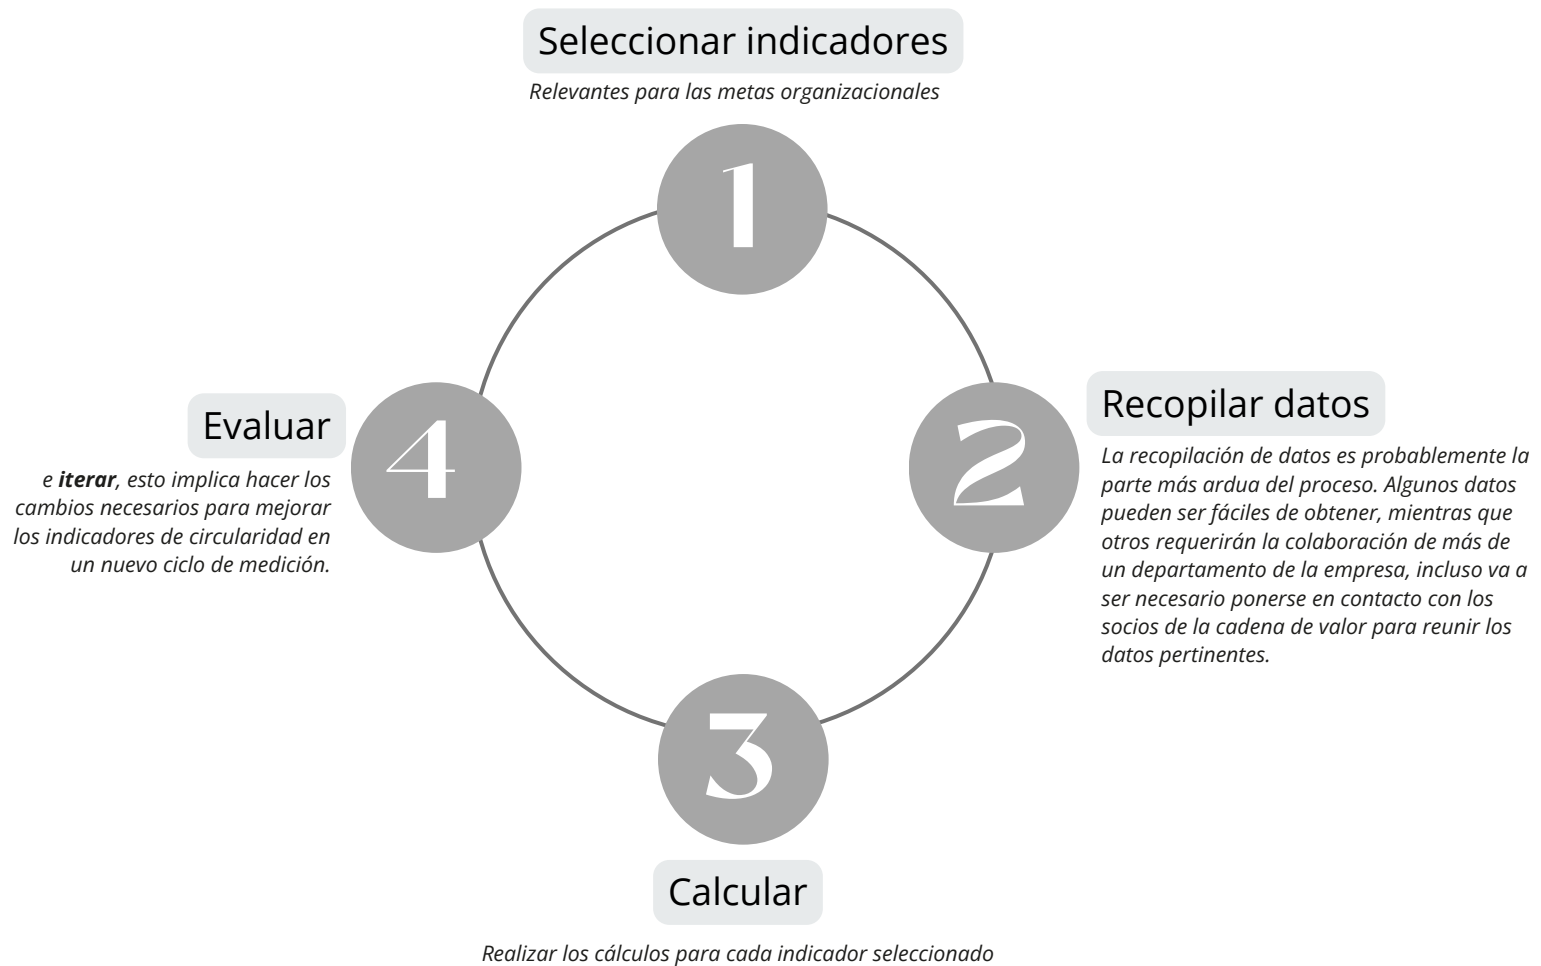 Seleccionar indicadores
Relevantes para las metas organizacionales
1
2
Recopilar datos
La recopilación de datos es probablemente la
parte más ardua del proceso. Algunos datos
pueden ser fáciles de obtener, mientras que
otros requerirán la colaboración de más de
un departamento de la empresa, incluso va a
ser necesario ponerse en contacto con los
socios de la cadena de valor para reunir los
datos pertinentes.
3
Calcular
Realizar los cálculos para cada indicador seleccionado
4
Evaluar
e iterar, esto implica hacer los
cambios necesarios para mejorar
los indicadores de circularidad en
un nuevo ciclo de medición.